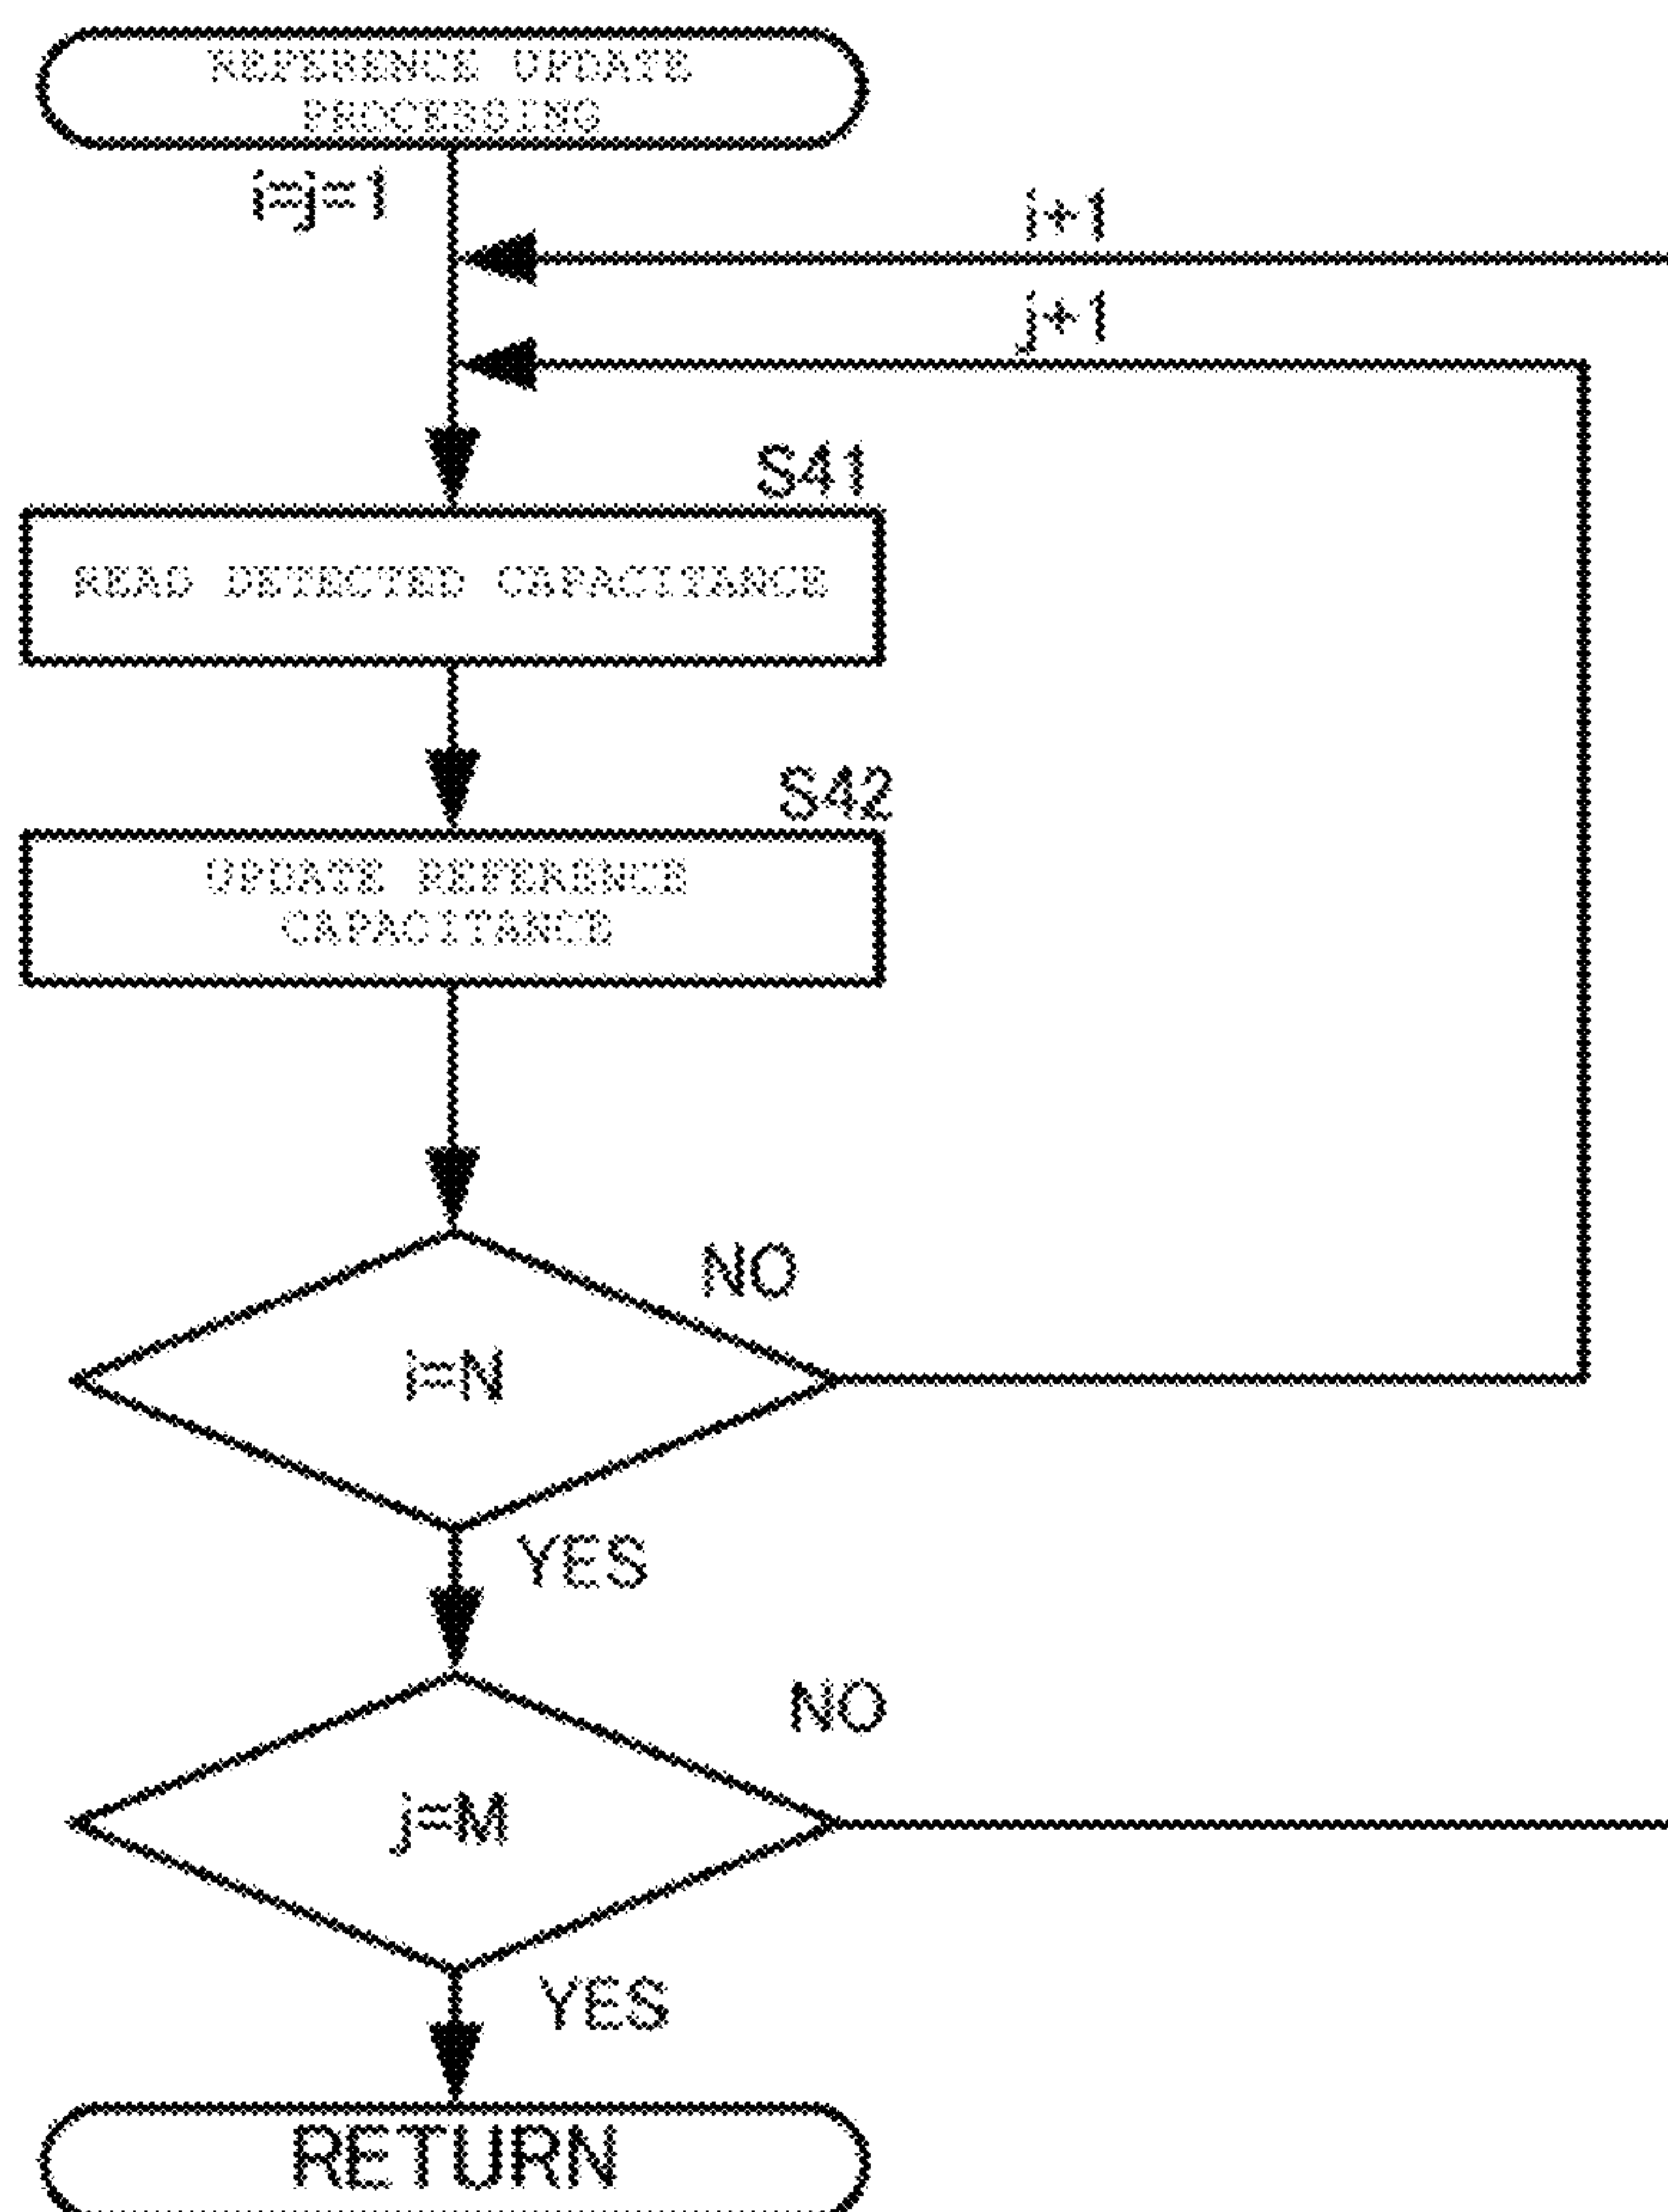 REFERENCE UPDATE
PROCESSING
i=j=1
i+1
j+1
S41
READ DETECTED CAPACITANCE
S42
UPDATE REFERENCE
CAPACITANCE
NO
i=N
YES
NO
j=M
YES
RETURN